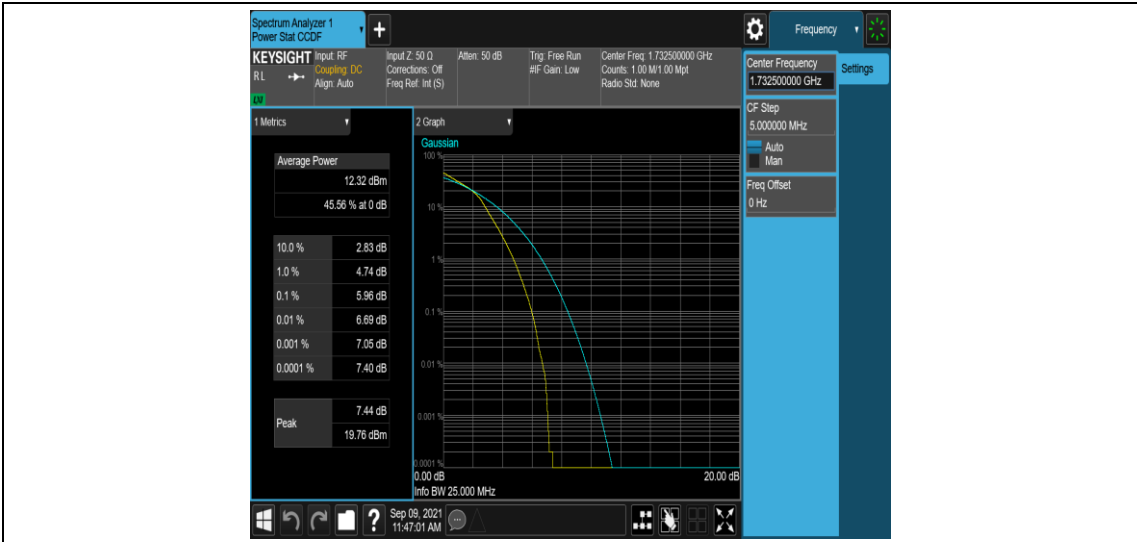 Spectrum Analyzer 1
Power Stat CCDF
+
Frequency
KEYSIGHT
RL
LXI
Input: RF
Coupling: DC
Align: Auto
Input Z: 50 Ω
Corrections: Off
Freq Ref: Int (S)
Atten: 50 dB
Trig: Free Run
#IF Gain: Low
Center Freq: 1.732500000 GHz
Counts: 1.00 M/1.00 Mpt
Radio Std: None
Center Frequency
1.732500000 GHz
Settings
CF Step
5.000000 MHz
Auto
Man
Freq Offset
0 Hz
1 Metrics
Average Power
12.32 dBm
45.56 % at 0 dB
10.0 % 2.83 dB
1.0 % 4.74 dB
0.1 % 5.96 dB
0.01 % 6.69 dB
0.001 % 7.05 dB
0.0001 % 7.40 dB
Peak
7.44 dB
19.76 dBm
2 Graph
Gaussian
100 %
10 %
1 %
0.1 %
0.01 %
0.001 %
0.0001 %
0.00 dB 20.00 dB
Info BW 25.000 MHz
?
Sep 09, 2021
11:47:01 AM